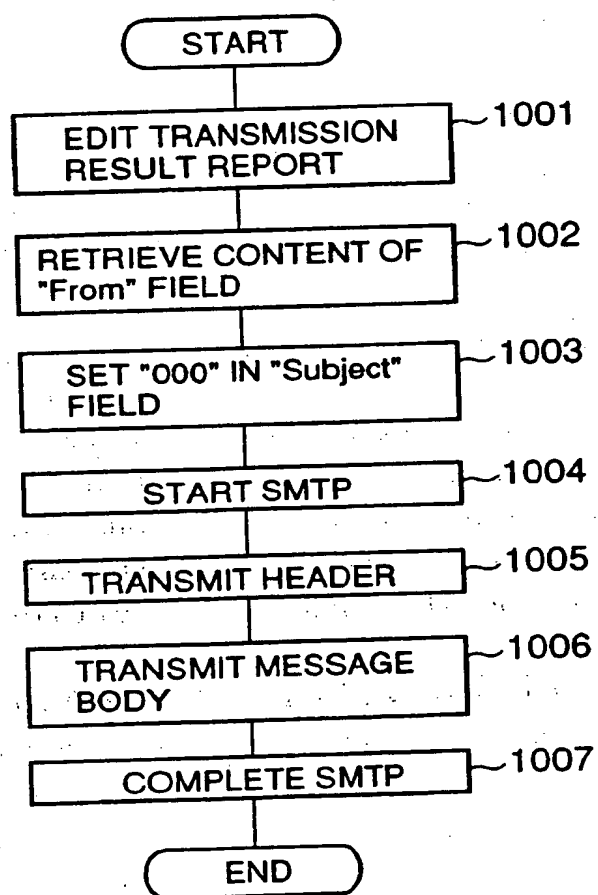 START
EDIT TRANSMISSION
RESULT REPORT
1001
RETRIEVE CONTENT OF
"From" FIELD
1002
SET "000" IN "Subject"
FIELD
1003
START SMTP
1004
TRANSMIT HEADER
1005
TRANSMIT MESSAGE
BODY
1006
COMPLETE SMTP
1007
END